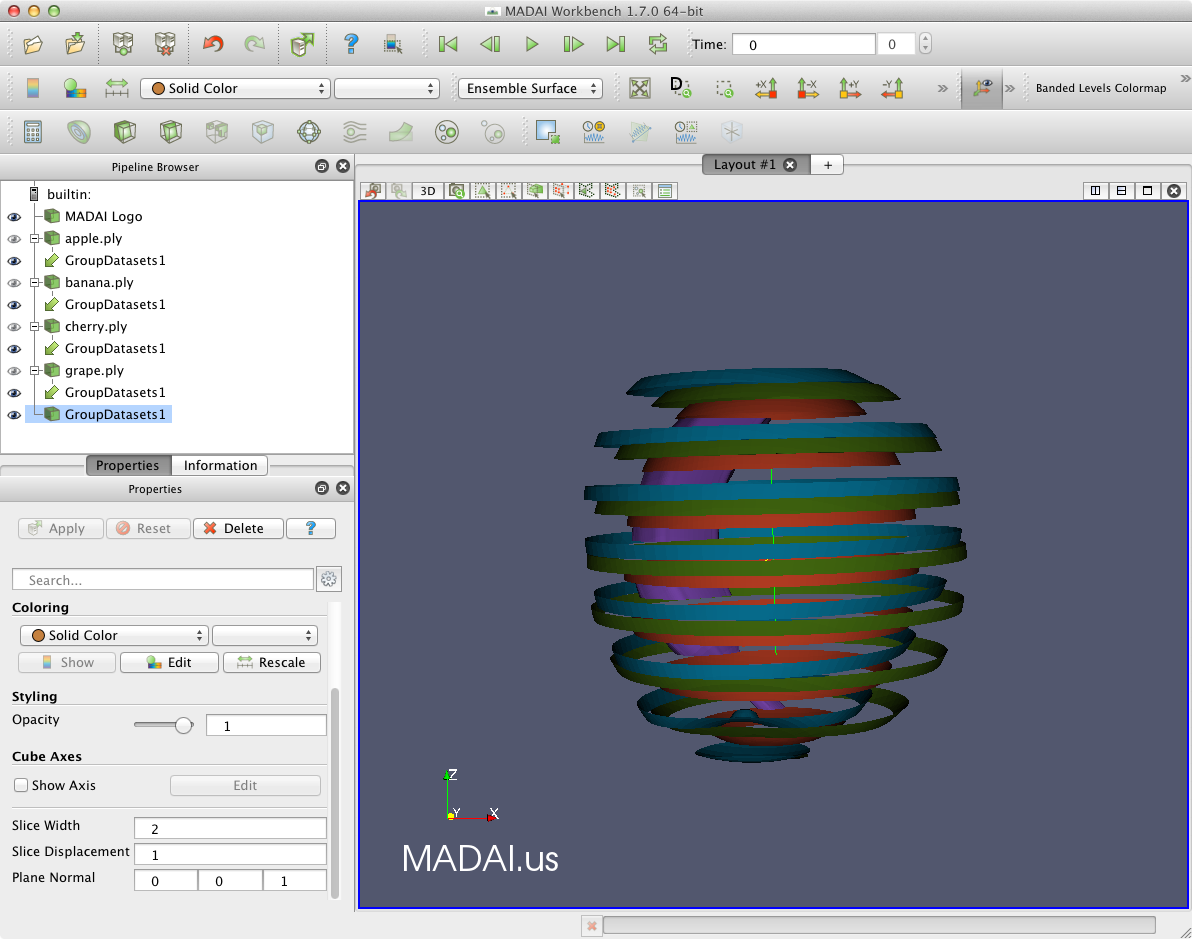 MADAI Workbench 1.7.0 64-bit
?
Time: 0 0
Solid Color Ensemble Surface D +X -X +Y -Y » » Banded Levels Colormap »
Pipeline Browser Layout #1 +
3D
builtin:
MADAI Logo
apple.ply
GroupDatasets1
banana.ply
GroupDatasets1
cherry.ply
GroupDatasets1
grape.ply
GroupDatasets1
GroupDatasets1
Properties Information
Properties
Apply Reset Delete ?
Search...
Coloring
Solid Color
Show Edit Rescale
Styling
Opacity 1
Cube Axes
Show Axis Edit
Slice Width 2
Slice Displacement 1
Plane Normal 0 0 1
Z
Y X
MADAI.us